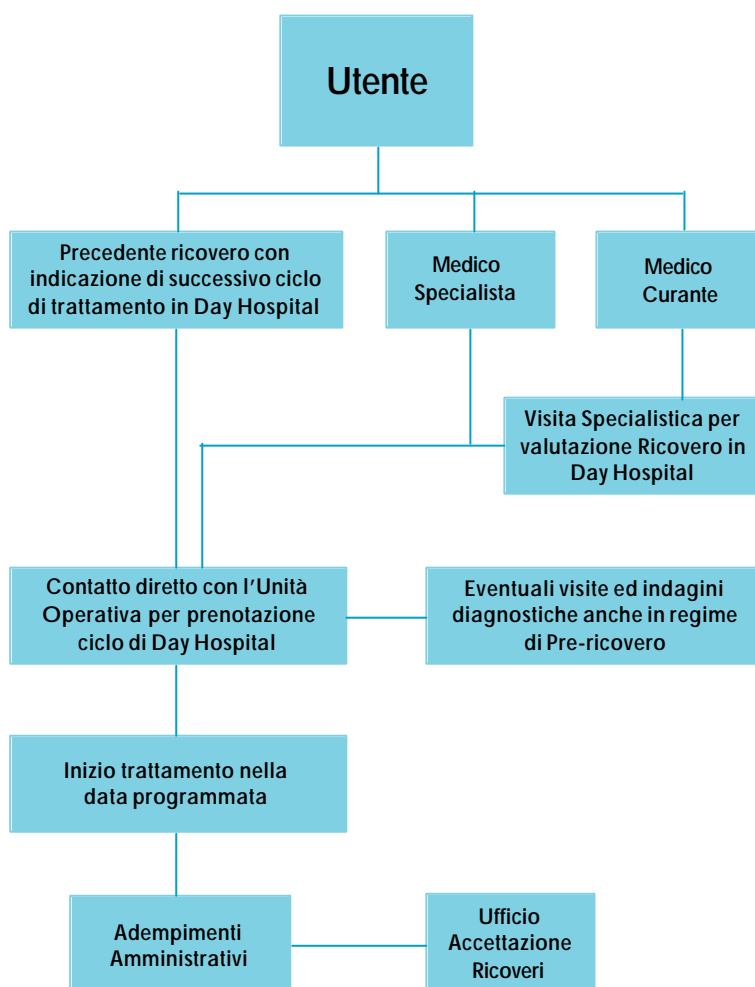 Utente
Precedente ricovero con
indicazione di successivo ciclo
di trattamento in Day Hospital
Medico
Specialista
Medico
Curante
Visita Specialistica per
valutazione Ricovero in
Day Hospital
Contatto diretto con l'Unità
Operativa per prenotazione
ciclo di Day Hospital
Eventuali visite ed indagini
diagnostiche anche in regime
di Pre-ricovero
Inizio trattamento nella
data programmata
Adempimenti
Amministrativi
Ufficio
Accettazione
Ricoveri